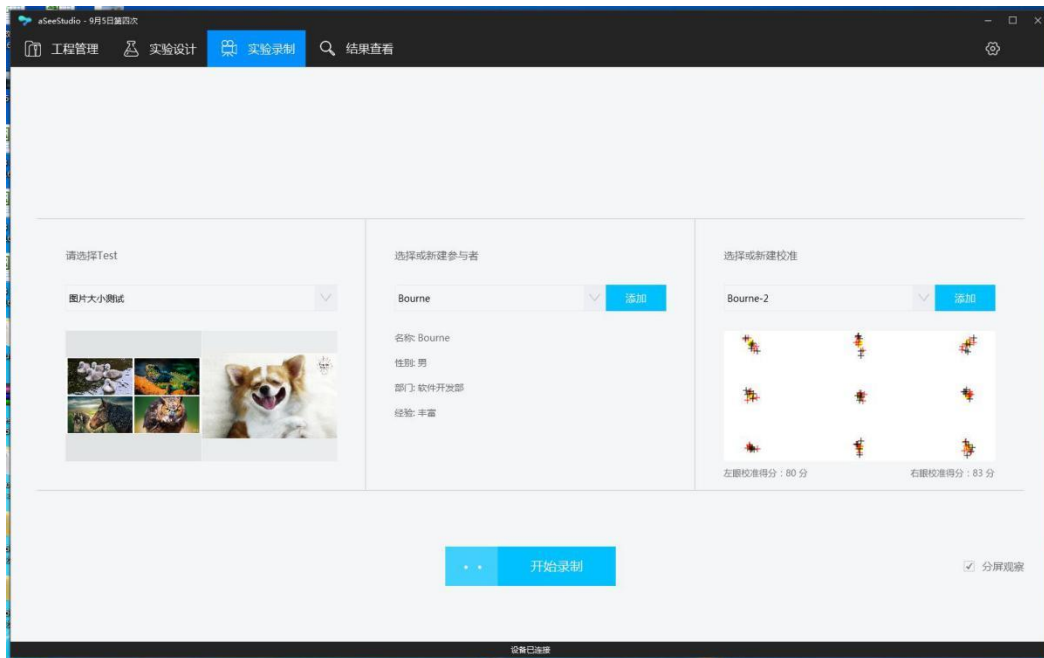 aSeeStudio - 9月5日第四次
工程管理 实验设计 实验录制 结果查看
请选择Test
图片大小测试
选择或新建参与者
Bourne 添加
名称: Bourne
性别: 男
部门: 软件开发部
经验: 丰富
选择或新建校准
Bourne-2 添加
左眼校准得分：80 分 右眼校准得分：83 分
开始录制
分屏观察
设备已连接